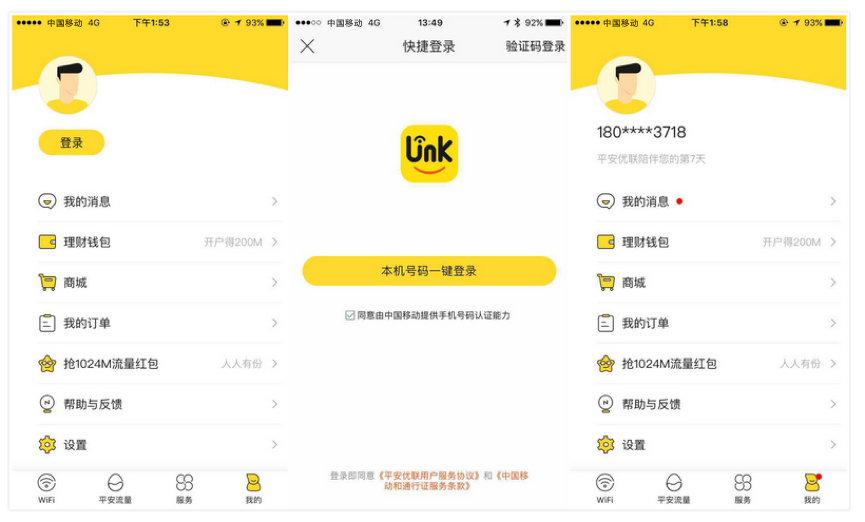 中国移动 4G 下午1:53 93%
登录
我的消息
理财钱包 开户得200M
商城
我的订单
抢1024M流量红包 人人有份
帮助与反馈
设置
WiFi 平安流量 服务 我的
中国移动 4G 13:49 92%
快捷登录 验证码登录
Link
本机号码一键登录
同意由中国移动提供手机号码认证能力
登录即同意《平安优联用户服务协议》和《中国移
动和通行证服务条款》
中国移动 4G 下午1:58 93%
180****3718
平安优联陪伴您的第7天
我的消息
理财钱包 开户得200M
商城
我的订单
抢1024M流量红包 人人有份
帮助与反馈
设置
WiFi 平安流量 服务 我的